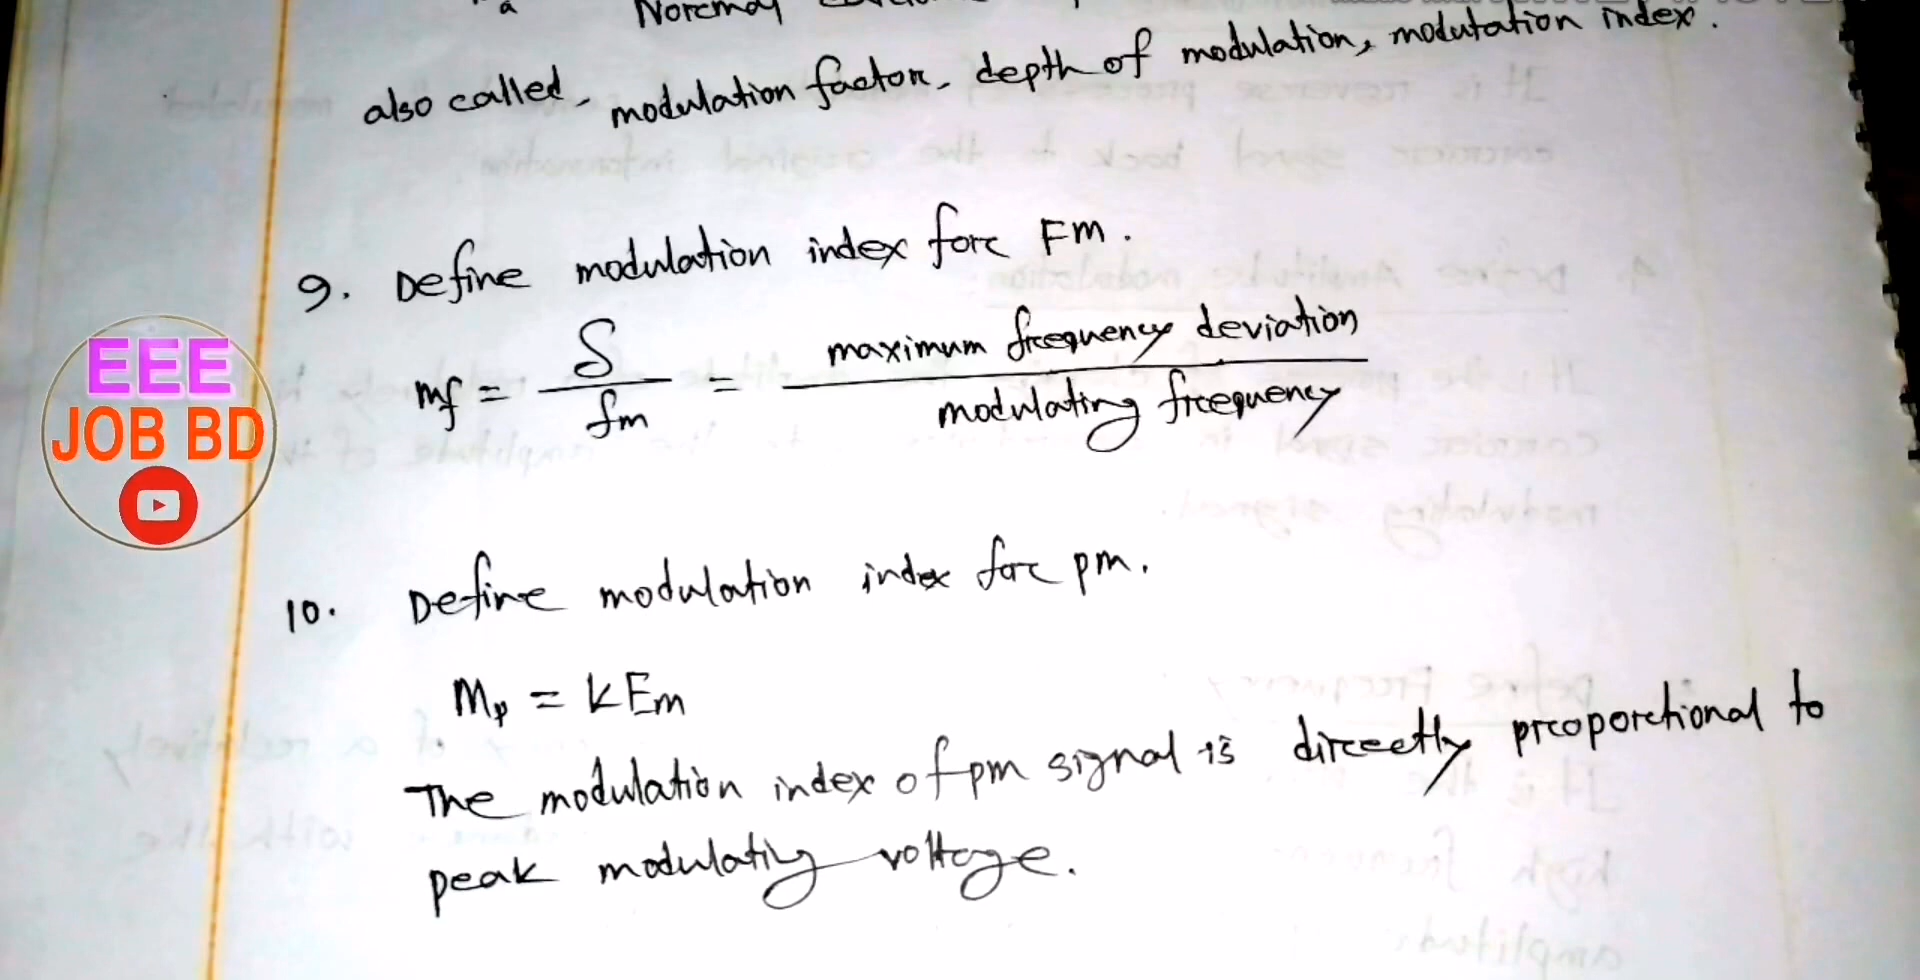 also called, modulation factor, depth of modulation, modulation index.
9. Define modulation index for FM.
mf = δ/fm = maximum frequency deviation/modulating frequency
EEE
JOB BD
10. Define modulation index for pm.
Mp = KEm
The modulation index of pm signal is directly proportional to
peak modulating voltage.